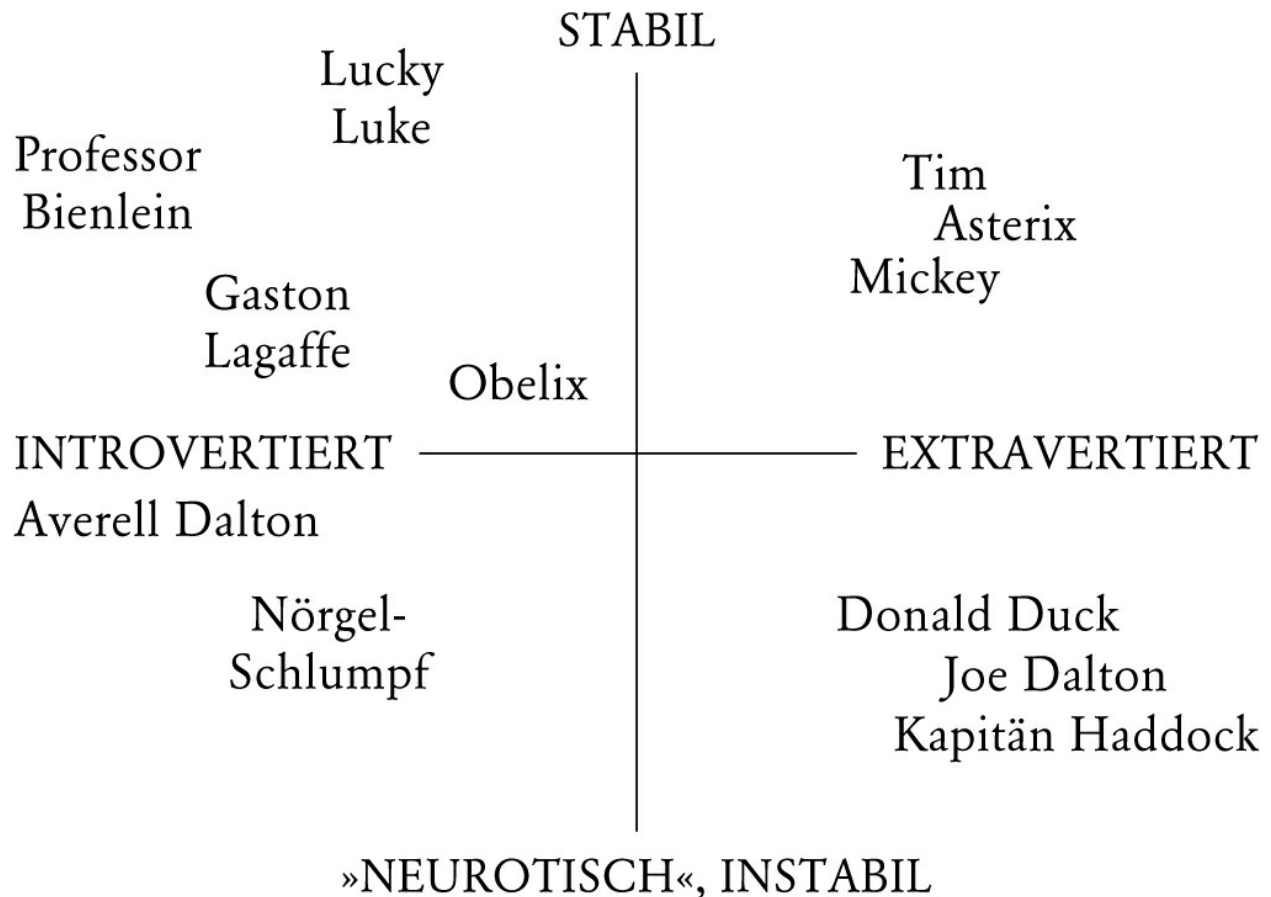 STABIL
Lucky
Luke
Professor
Bienlein
Tim
Asterix
Mickey
Gaston
Lagaffe
Obelix
INTROVERTIERT
EXTRAVERTIERT
Averell Dalton
Nörgel-
Schlumpf
Donald Duck
Joe Dalton
Kapitän Haddock
»NEUROTISCH«, INSTABIL